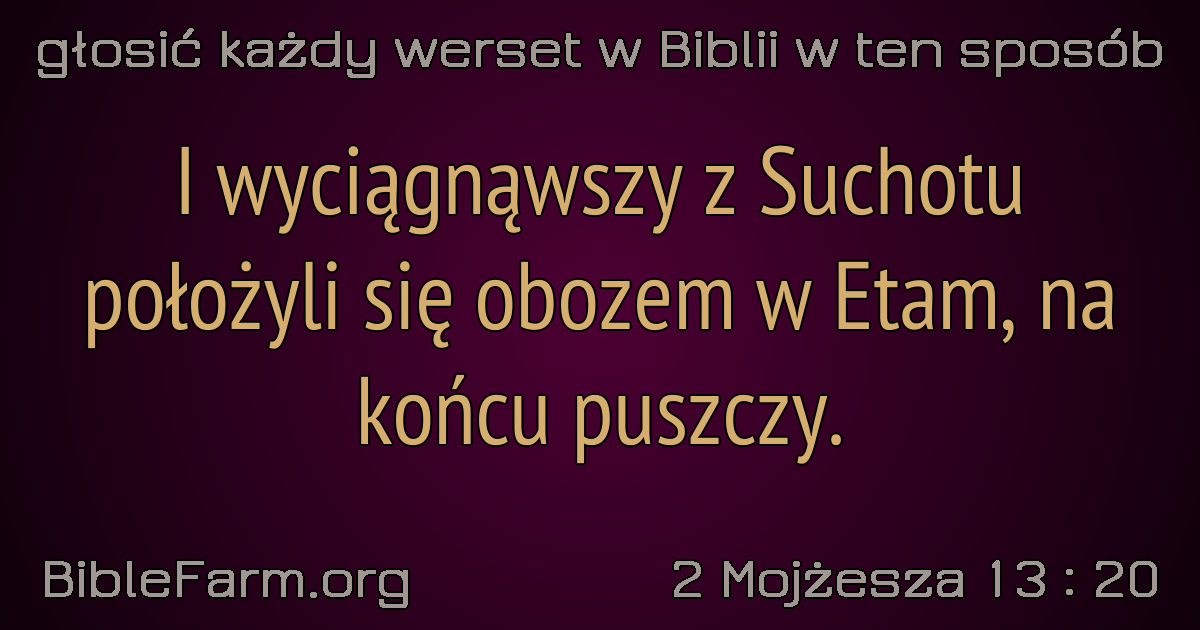 głosić każdy werset w Biblii w ten sposób
I wyciągnąwszy z Suchotu
położyli się obozem w Etam, na
końcu puszczy.
BibleFarm.org
2 Mojżesza 13 : 20